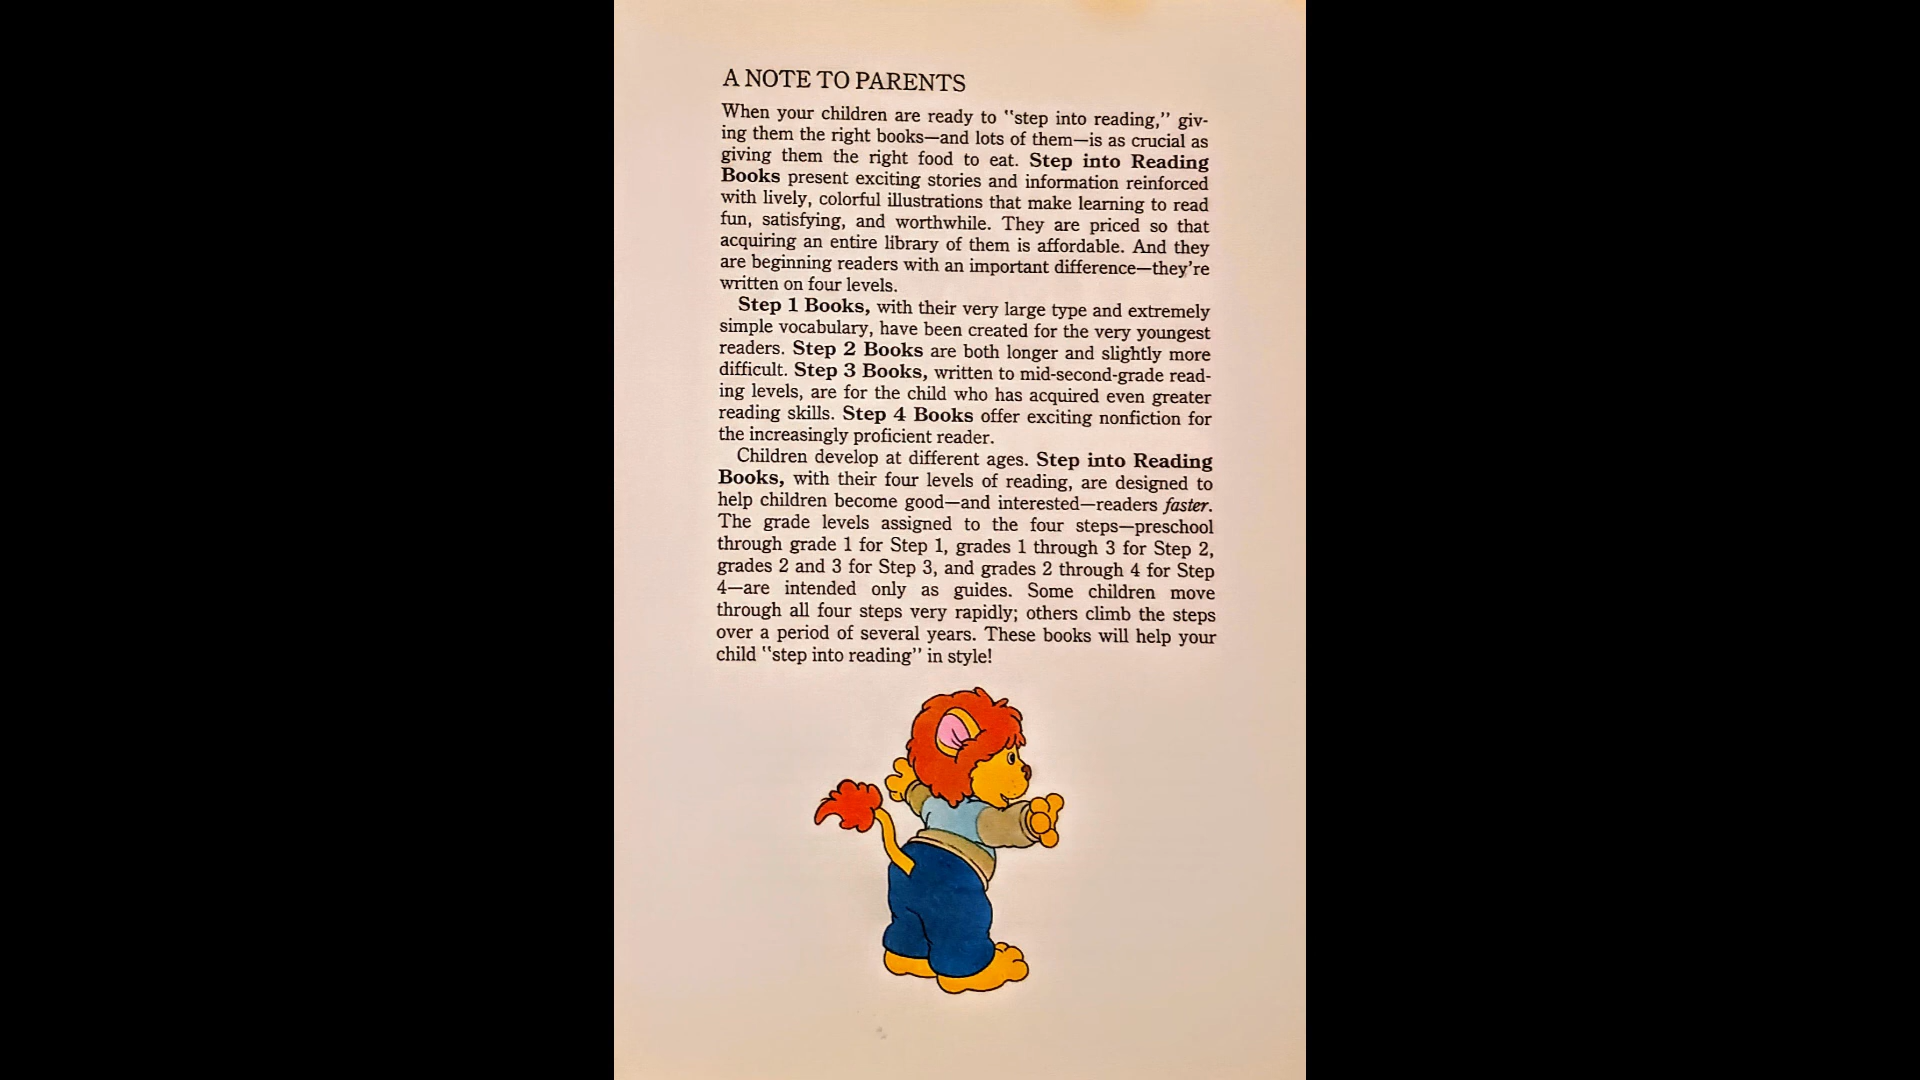 A NOTE TO PARENTS
When your children are ready to "step into reading," giv-
ing them the right books—and lots of them—is as crucial as
giving them the right food to eat. Step into Reading
Books present exciting stories and information reinforced
with lively, colorful illustrations that make learning to read
fun, satisfying, and worthwhile. They are priced so that
acquiring an entire library of them is affordable. And they
are beginning readers with an important difference—they're
written on four levels.
Step 1 Books, with their very large type and extremely
simple vocabulary, have been created for the very youngest
readers. Step 2 Books are both longer and slightly more
difficult. Step 3 Books, written to mid-second-grade read-
ing levels, are for the child who has acquired even greater
reading skills. Step 4 Books offer exciting nonfiction for
the increasingly proficient reader.
Children develop at different ages. Step into Reading
Books, with their four levels of reading, are designed to
help children become good—and interested—readers faster.
The grade levels assigned to the four steps—preschool
through grade 1 for Step 1, grades 1 through 3 for Step 2,
grades 2 and 3 for Step 3, and grades 2 through 4 for Step
4—are intended only as guides. Some children move
through all four steps very rapidly; others climb the steps
over a period of several years. These books will help your
child "step into reading" in style!